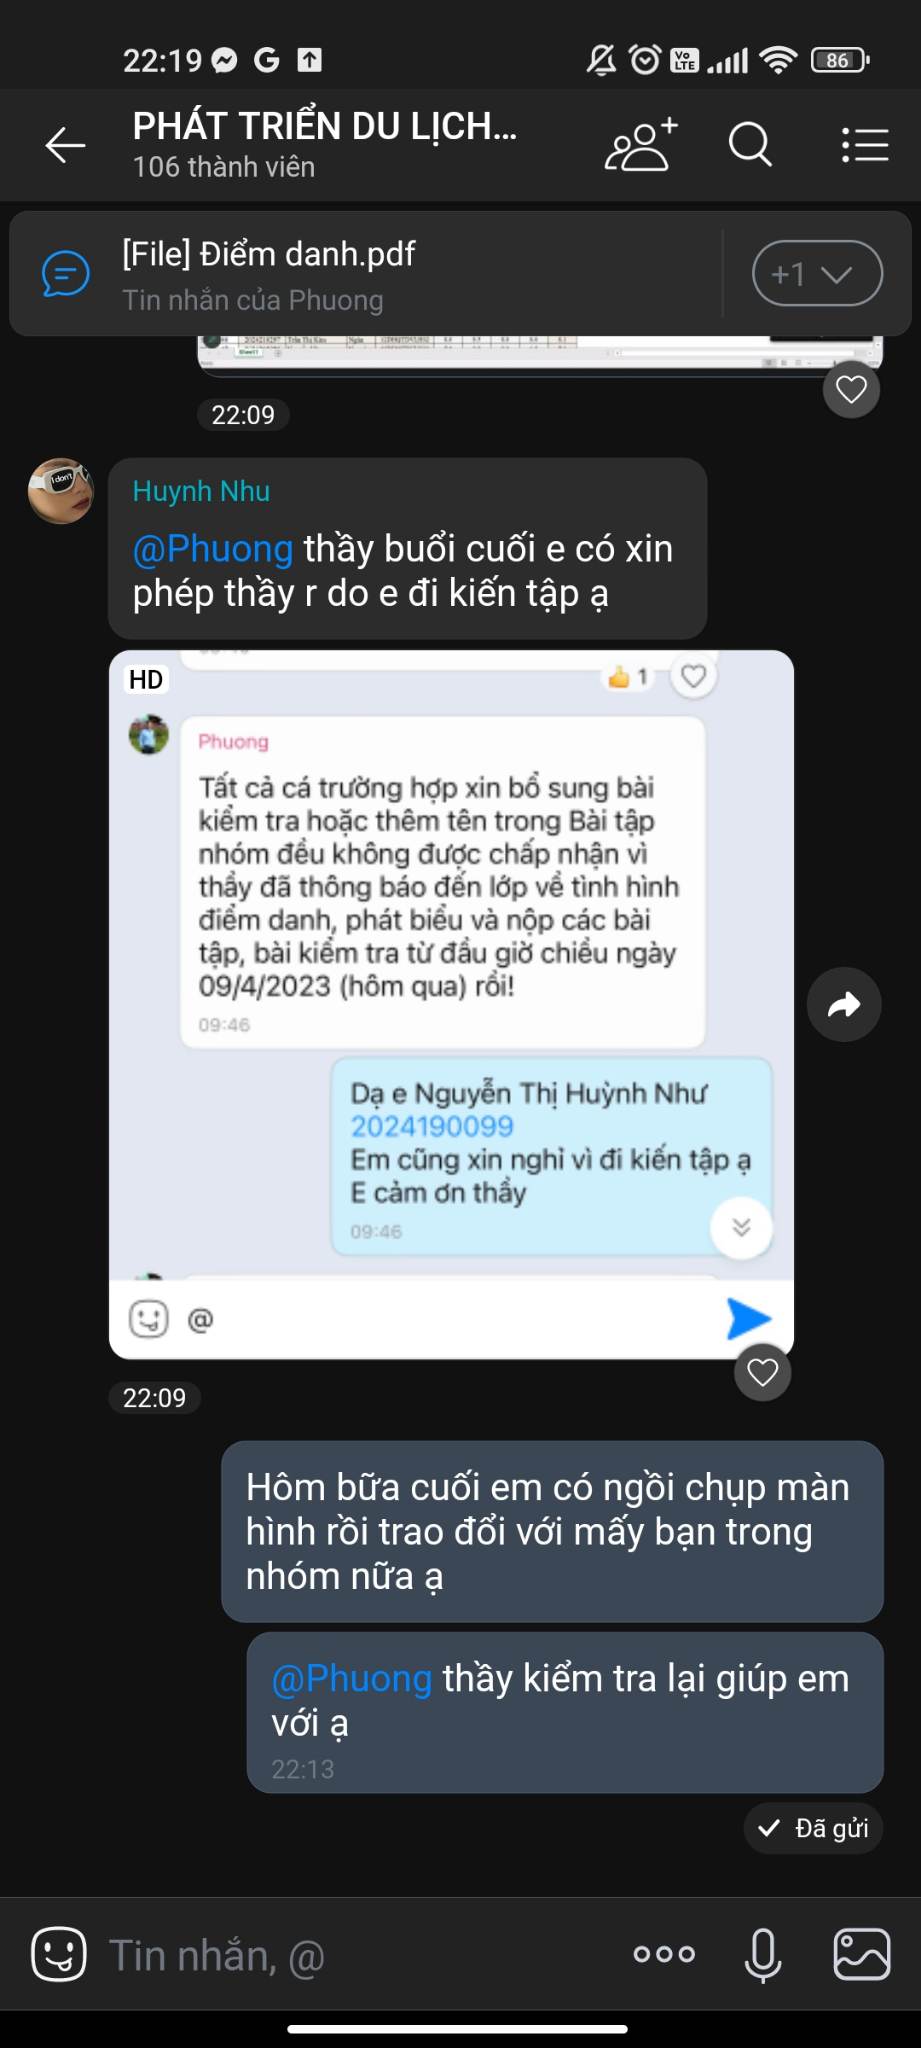 22:19
G
Vo
LTE
86
PHÁT TRIỂN DU LỊCH...
106 thành viên
[File] Điểm danh.pdf
Tin nhắn của Phuong
+1
Sheet1
22:09
I don't
Huynh Nhu
@Phuong thầy buổi cuối e có xin
phép thầy r do e đi kiến tập ạ
HD
1
Phuong
Tất cả cá trường hợp xin bổ sung bài
kiểm tra hoặc thêm tên trong Bài tập
nhóm đều không được chấp nhận vì
thầy đã thông báo đến lớp về tình hình
điểm danh, phát biểu và nộp các bài
tập, bài kiểm tra từ đầu giờ chiều ngày
09/4/2023 (hôm qua) rồi!
09:46
Dạ e Nguyễn Thị Huỳnh Như
2024190099
Em cũng xin nghỉ vì đi kiến tập ạ
E cảm ơn thầy
09:46
@
22:09
Hôm bữa cuối em có ngồi chụp màn
hình rồi trao đổi với mấy bạn trong
nhóm nữa ạ
@Phuong thầy kiểm tra lại giúp em
với ạ
22:13
Đã gửi
Tin nhắn, @